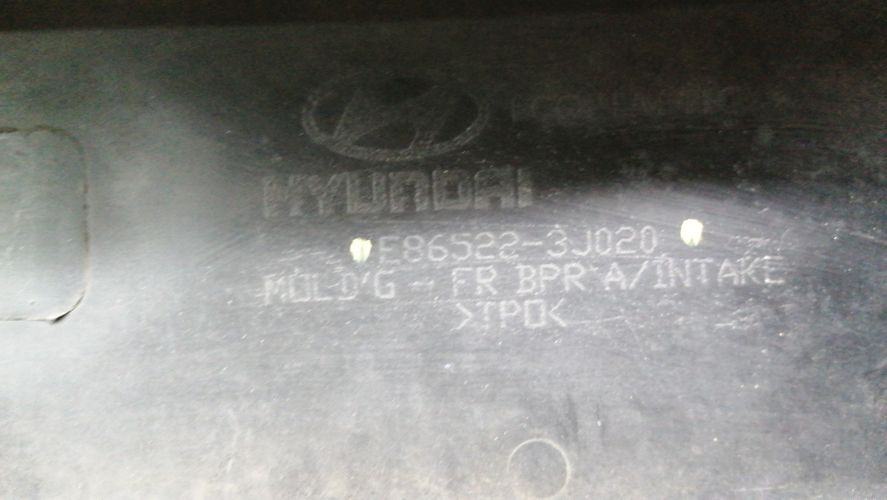 HYUNDAI
E86522-3J020
MOLD'G - FR BPR A/INTAKE
>TPO<